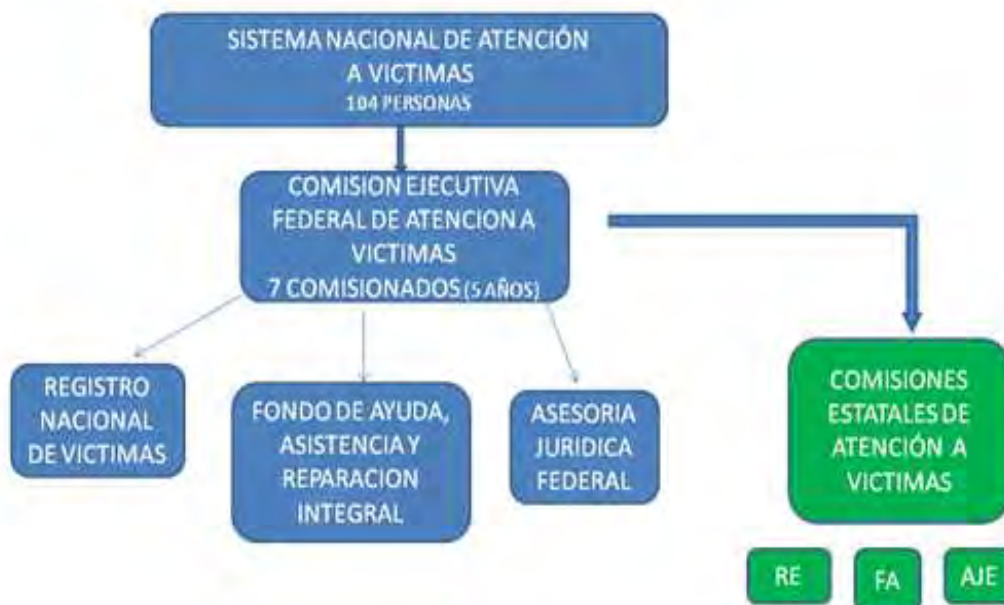 SISTEMA NACIONAL DE ATENCIÓN
A VICTIMAS
104 PERSONAS
COMISION EJECUTIVA
FEDERAL DE ATENCION A
VICTIMAS
7 COMISIONADOS (5 AÑOS)
REGISTRO
NACIONAL
DE VICTIMAS
FONDO DE AYUDA,
ASISTENCIA Y
REPARACION
INTEGRAL
ASESORIA
JURIDICA
FEDERAL
COMISIONES
ESTATALES DE
ATENCIÓN A
VICTIMAS
RE
FA
AJE